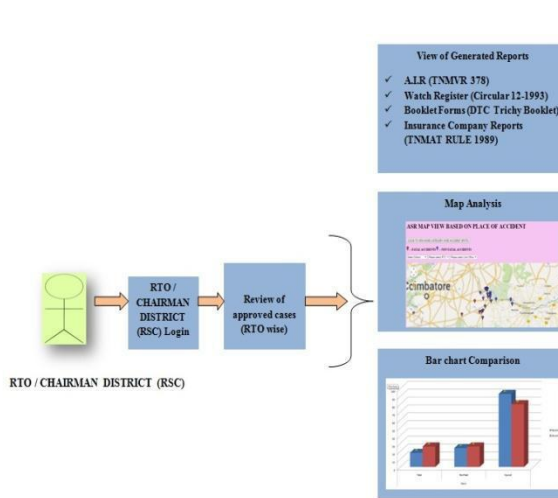 RTO / CHAIRMAN DISTRICT (RSC)
RTO /
CHAIRMAN
DISTRICT
(RSC) Login
Review of
approved cases
(RTO wise)
View of Generated Reports
✓ A.I.R (TNMVR 378)
✓ Watch Register (Circular 12-1993)
✓ Booklet Forms (DTC Trichy Booklet)
✓ Insurance Company Reports
(TNMAT RULE 1989)
Map Analysis
ASR MAP VIEW BASED ON PLACE OF ACCIDENT
Coimbatore
Bar chart Comparison